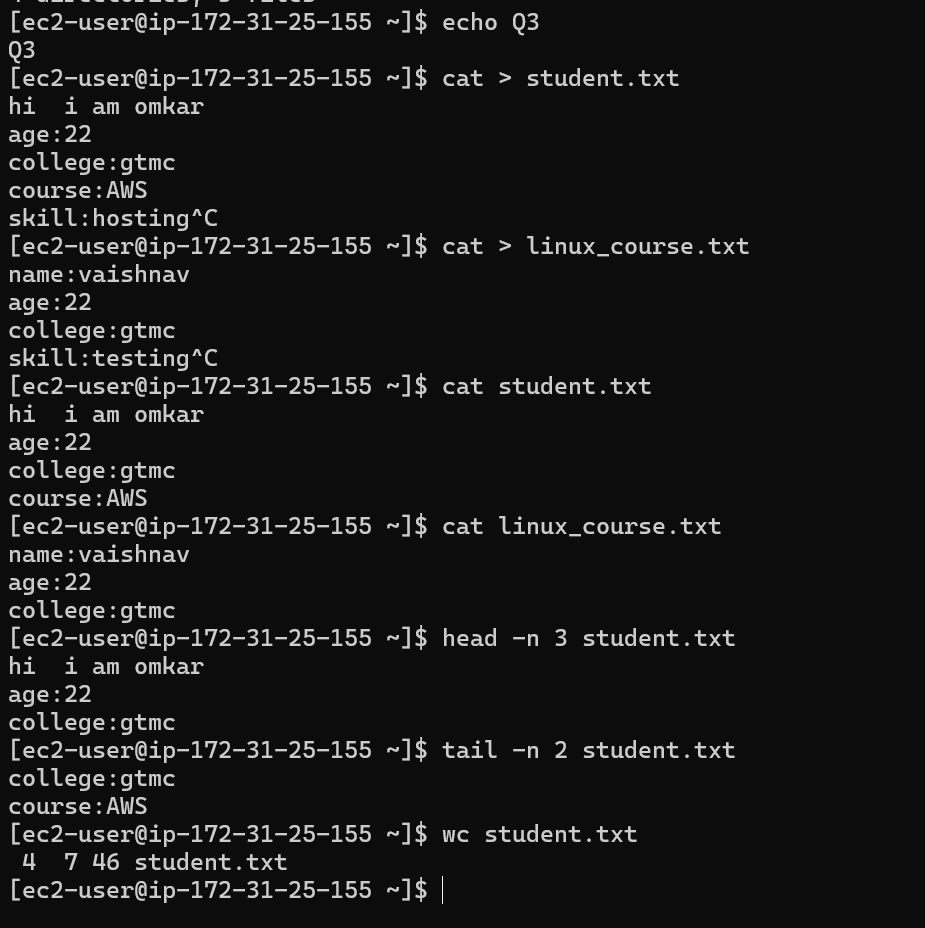 [ec2-user@ip-172-31-25-155 ~]$ echo Q3
Q3
[ec2-user@ip-172-31-25-155 ~]$ cat > student.txt
hi  i am omkar
age:22
college:gtmc
course:AWS
skill:hosting^C
[ec2-user@ip-172-31-25-155 ~]$ cat > linux_course.txt
name:vaishnav
age:22
college:gtmc
skill:testing^C
[ec2-user@ip-172-31-25-155 ~]$ cat student.txt
hi  i am omkar
age:22
college:gtmc
course:AWS
[ec2-user@ip-172-31-25-155 ~]$ cat linux_course.txt
name:vaishnav
age:22
college:gtmc
[ec2-user@ip-172-31-25-155 ~]$ head -n 3 student.txt
hi  i am omkar
age:22
college:gtmc
[ec2-user@ip-172-31-25-155 ~]$ tail -n 2 student.txt
college:gtmc
course:AWS
[ec2-user@ip-172-31-25-155 ~]$ wc student.txt
 4  7 46 student.txt
[ec2-user@ip-172-31-25-155 ~]$